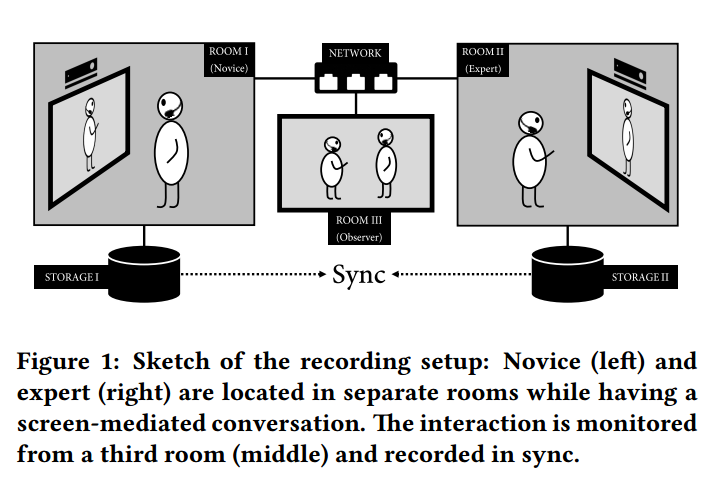 ROOM I
(Novice)
NETWORK
ROOM II
(Expert)
ROOM III
(Observer)
STORAGE I
Sync
STORAGE II
Figure 1: Sketch of the recording setup: Novice (left) and
expert (right) are located in separate rooms while having a
screen-mediated conversation. The interaction is monitored
from a third room (middle) and recorded in sync.